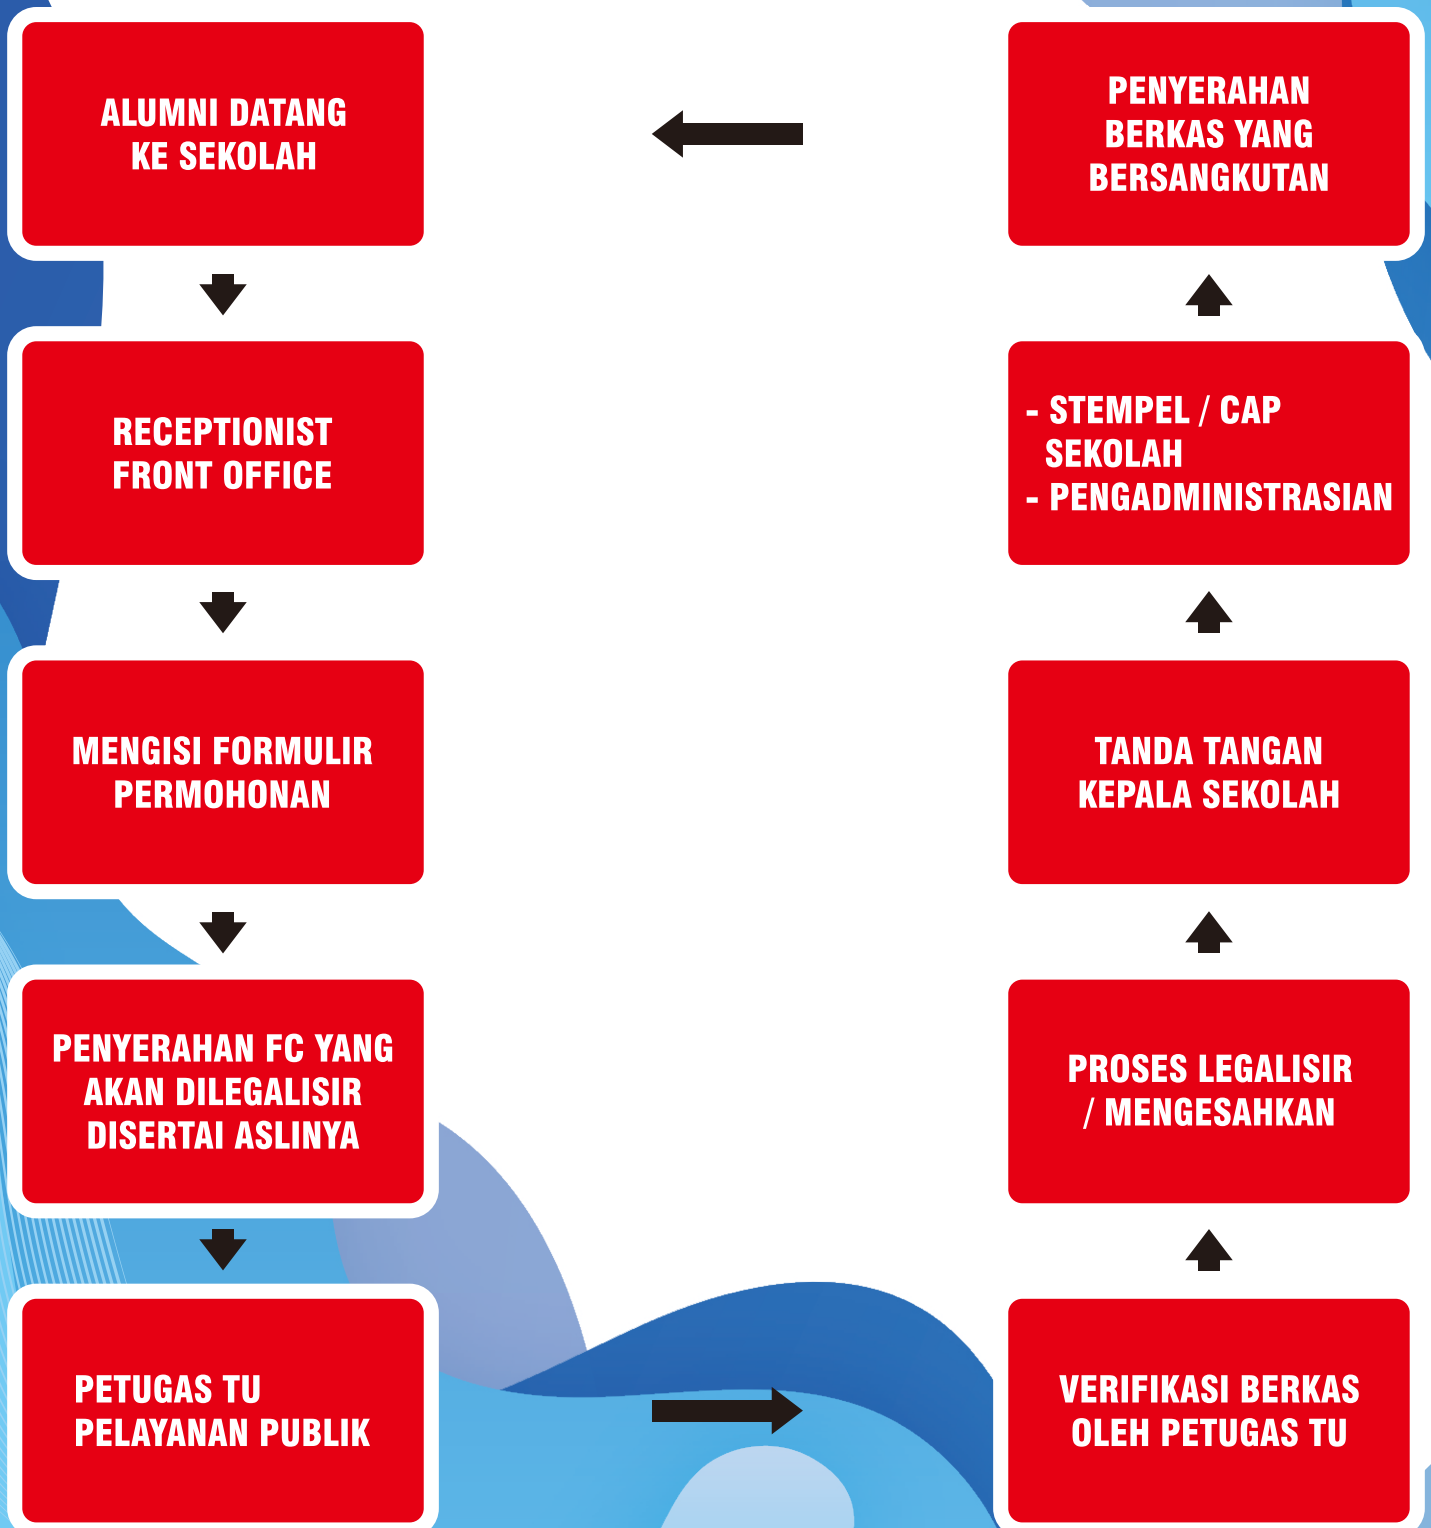 ALUMNI DATANG
KE SEKOLAH
RECEPTIONIST
FRONT OFFICE
MENGISI FORMULIR
PERMOHONAN
PENYERAHAN FC YANG
AKAN DILEGALISIR
DISERTAI ASLINYA
PETUGAS TU
PELAYANAN PUBLIK
VERIFIKASI BERKAS
OLEH PETUGAS TU
PROSES LEGALISIR
/ MENGESAHKAN
TANDA TANGAN
KEPALA SEKOLAH
- STEMPEL / CAP
SEKOLAH
- PENGADMINISTRASIAN
PENYERAHAN
BERKAS YANG
BERSANGKUTAN